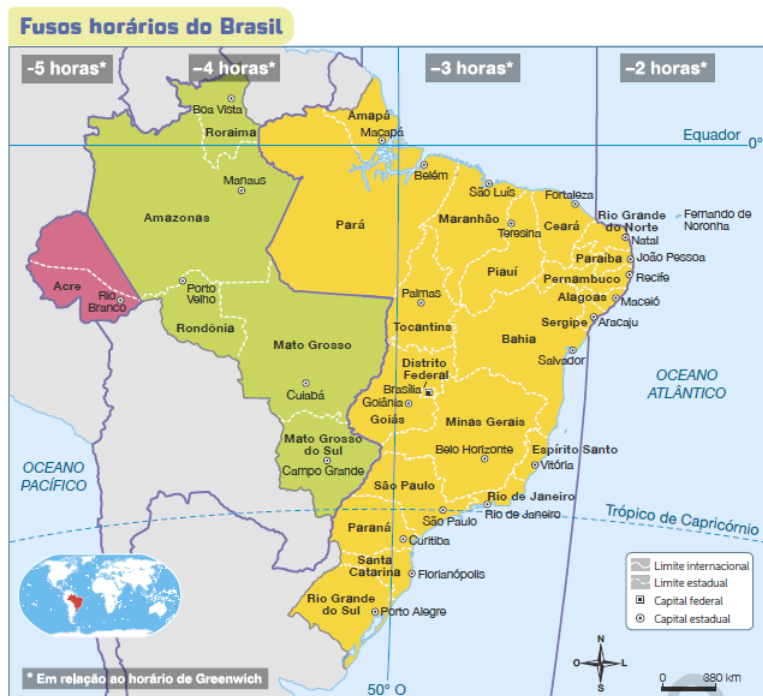 Fusos horários do Brasil
-5 horas*
-4 horas*
-3 horas*
-2 horas*
Boa Vista
Roraima
Amapá
Macapá
Equador
0°
Manaus
Amazonas
Belém
São Luís
Fortaleza
Pará
Maranhão
Teresina
Ceará
Rio Grande
do Norte
Natal
Fernando de
Noronha
Paraíba
João Pessoa
Piauí
Pernambuco
Recife
Acre
Rio
Branco
Porto
Velho
Palmas
Alagoas
Maceió
Rondônia
Tocantins
Sergipe
Aracaju
Mato Grosso
Bahia
Salvador
Distrito
Federal
Brasília
Cuiabá
Goiânia
Goiás
OCEANO
ATLÂNTICO
Minas Gerais
Mato Grosso
do Sul
Campo Grande
Belo Horizonte
Espírito Santo
Vitória
OCEANO
PACÍFICO
São Paulo
São Paulo
Rio de Janeiro
Rio de Janeiro
Trópico de Capricórnio
Paraná
Curitiba
Santa
Catarina
Florianópolis
Rio Grande
do Sul
Porto Alegre
Limite internacional
Limite estadual
Capital federal
Capital estadual
N
O
L
S
0
380 km
* Em relação ao horário de Greenwich
50° O